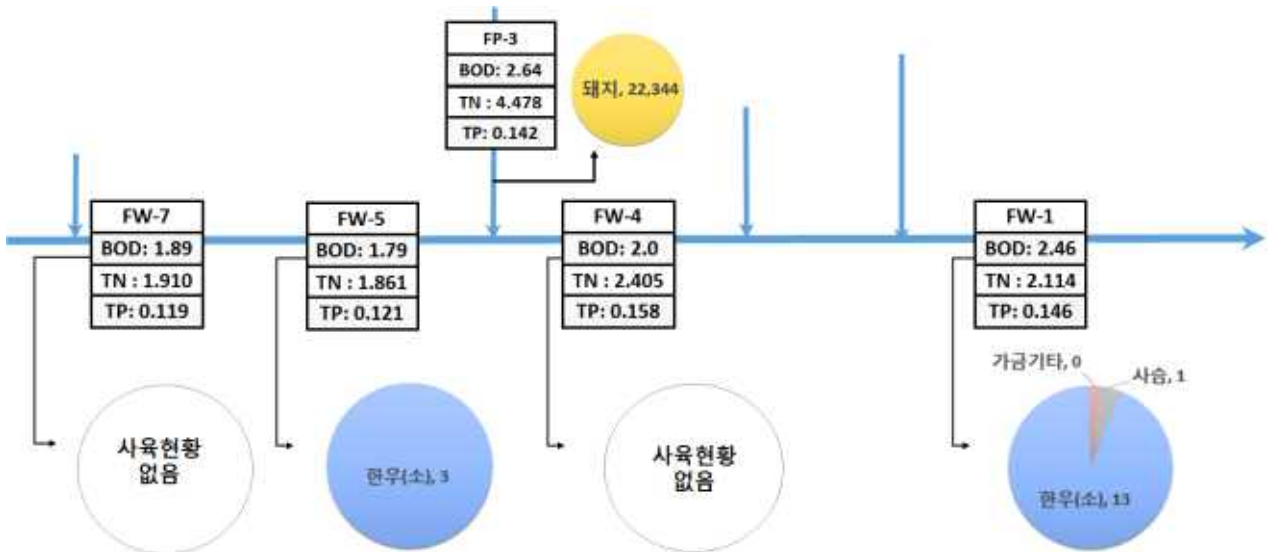 FP-3
BOD: 2.64
TN : 4.478
TP: 0.142
돼지, 22,344
FW-7
BOD: 1.89
TN : 1.910
TP: 0.119
FW-5
BOD: 1.79
TN : 1.861
TP: 0.121
FW-4
BOD: 2.0
TN : 2.405
TP: 0.158
FW-1
BOD: 2.46
TN : 2.114
TP: 0.146
사육현황
없음
한우(소), 3
사육현황
없음
가금기타, 0
사슴, 1
한우(소), 13